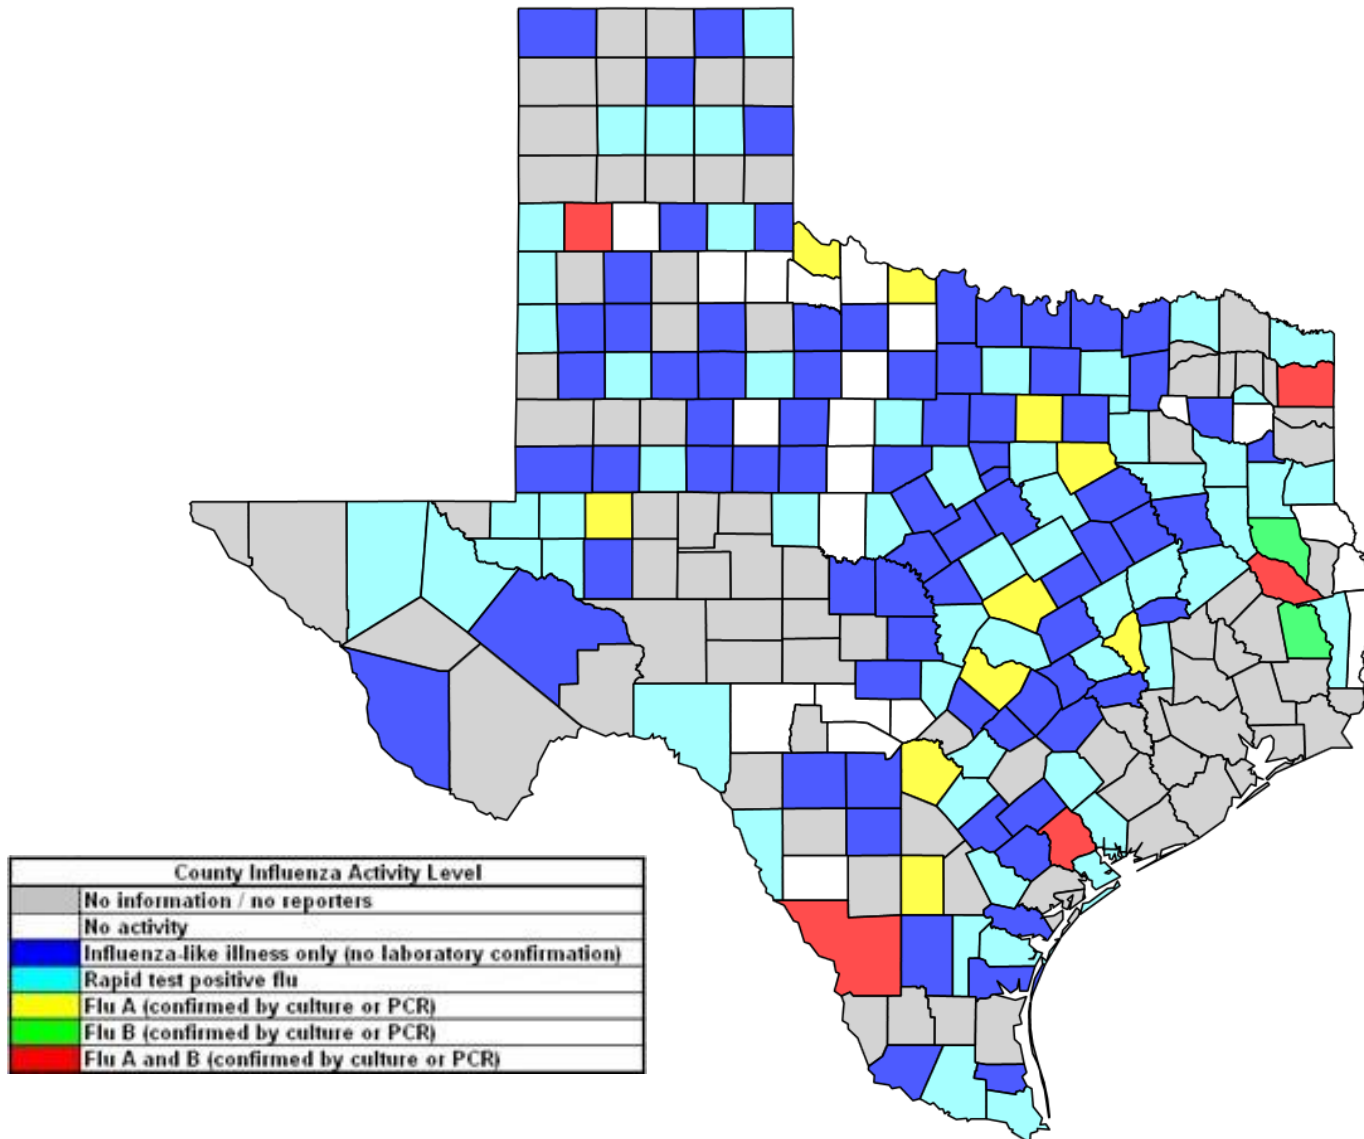 County Influenza Activity Level
No information / no reporters
No activity
Influenza-like illness only (no laboratory confirmation)
Rapid test positive flu
Flu A (confirmed by culture or PCR)
Flu B (confirmed by culture or PCR)
Flu A and B (confirmed by culture or PCR)